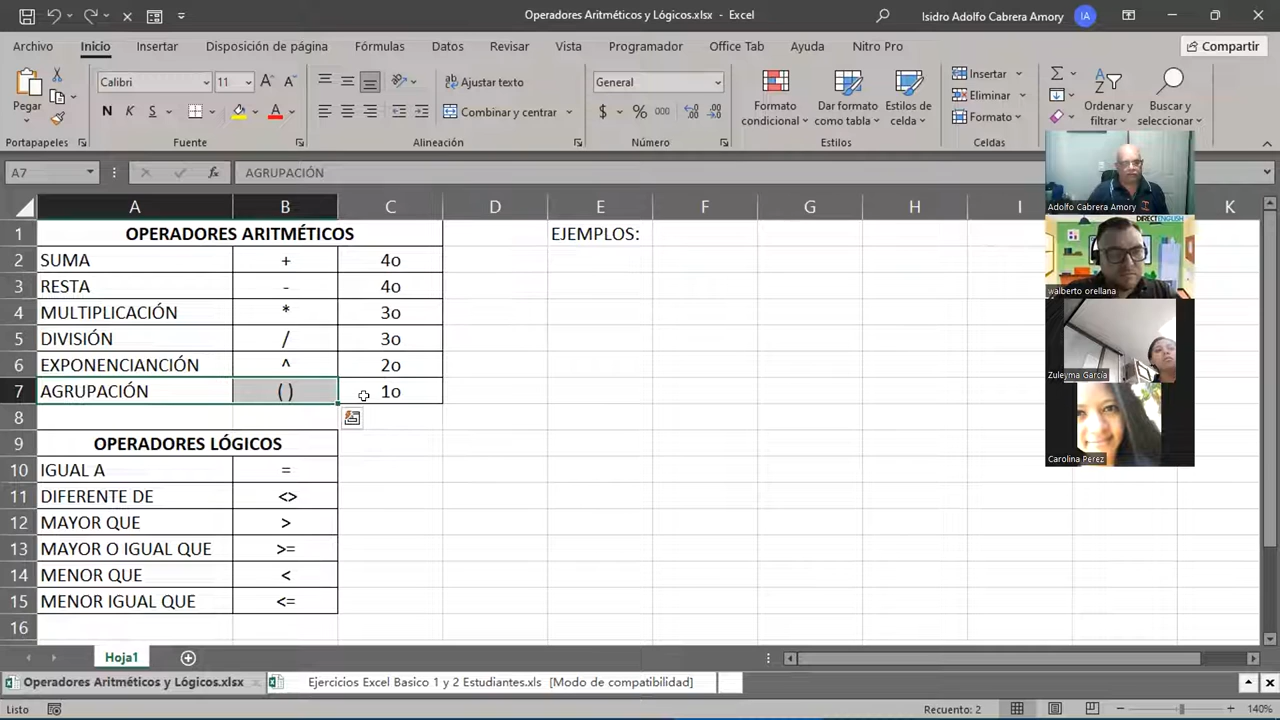 Operadores Aritméticos y Lógicos.xlsx - Excel
Isidro Adolfo Cabrera Amory IA
Archivo Inicio Insertar Disposición de página Fórmulas Datos Revisar Vista Programador Office Tab Ayuda Nitro Pro Compartir
Pegar
Calibri 11
N K S
Ajustar texto
Combinar y centrar
General
$ % 000
Formato condicional
Dar formato como tabla
Estilos de celda
Insertar
Eliminar
Formato
Ordenar y filtrar
Buscar y seleccionar
Portapapeles Fuente Alineación Número Estilos Celdas
A7 fx AGRUPACIÓN
A B C D E F G H I K
1 OPERADORES ARITMÉTICOS EJEMPLOS:
2 SUMA + 4o
3 RESTA - 4o
4 MULTIPLICACIÓN * 3o
5 DIVISIÓN / 3o
6 EXPONENCIANCIÓN ^ 2o
7 AGRUPACIÓN ( ) 1o
8
9 OPERADORES LÓGICOS
10 IGUAL A =
11 DIFERENTE DE <>
12 MAYOR QUE >
13 MAYOR O IGUAL QUE >=
14 MENOR QUE <
15 MENOR IGUAL QUE <=
16
DIRECTENGLISH
Adolfo Cabrera Amory
walberto orellana
Zuleyma Garcia
Carolina Perez
Hoja1
Operadores Aritméticos y Lógicos.xlsx Ejercicios Excel Basico 1 y 2 Estudiantes.xls [Modo de compatibilidad]
Listo Recuento: 2 140%